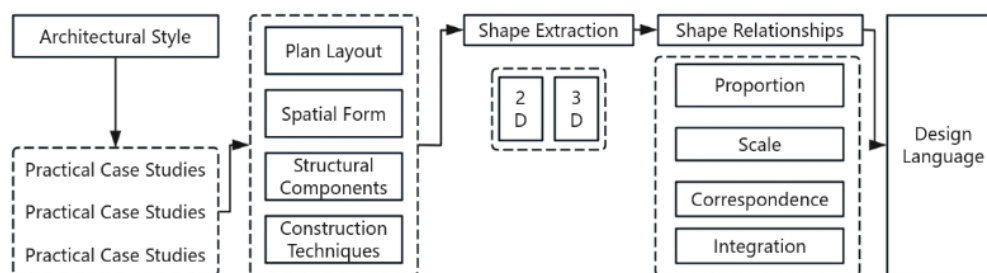 Architectural Style
Practical Case Studies
Practical Case Studies
Practical Case Studies
Plan Layout
Spatial Form
Structural
Components
Construction
Techniques
Shape Extraction
2
D
3
D
Shape Relationships
Proportion
Scale
Correspondence
Integration
Design
Language